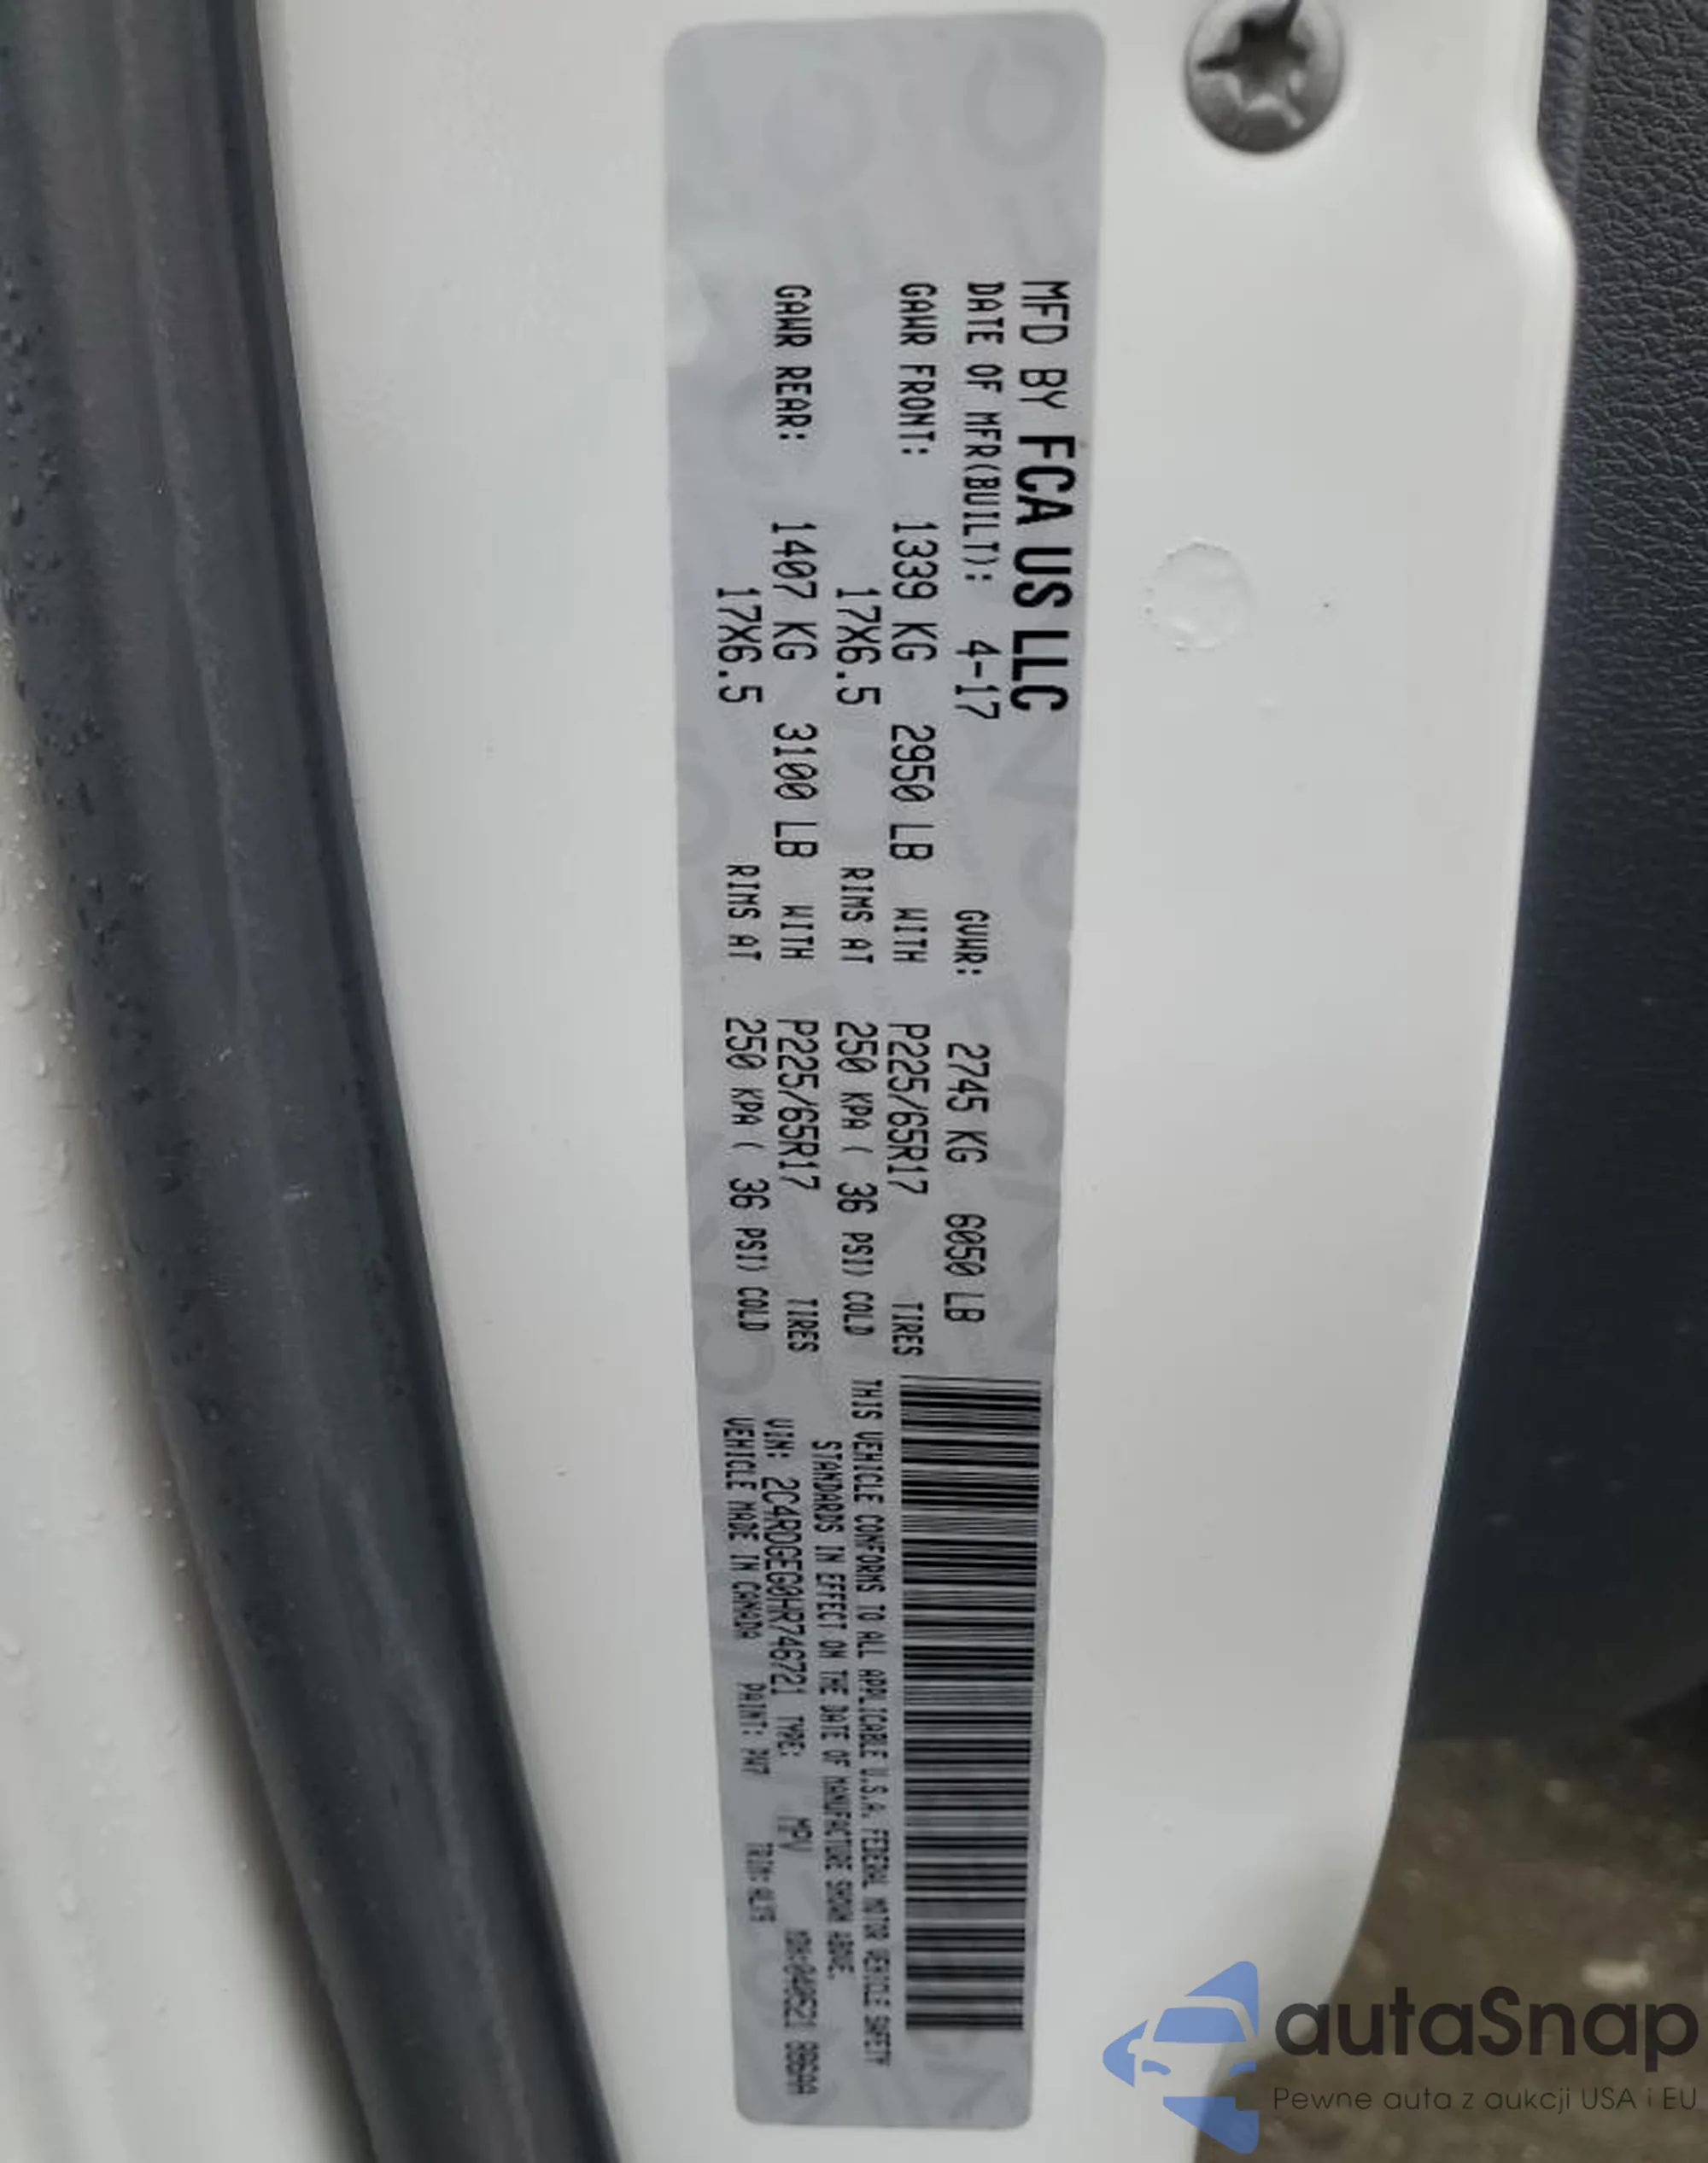 MFD BY FCA US LLC
DATE OF MFR(BUILT): 4-17 GVWR: 2745 KG 6050 LB
GAWR FRONT: 1339 KG 2950 LB WITH P225/65R17 TIRES
17X6.5 RIMS AT 250 KPA ( 36 PSI) COLD
GAWR REAR: 1407 KG 3100 LB WITH P225/65R17 TIRES
17X6.5 RIMS AT 250 KPA ( 36 PSI) COLD
THIS VEHICLE CONFORMS TO ALL APPLICABLE U.S.A. FEDERAL MOTOR VEHICLE SAFETY
STANDARDS IN EFFECT ON THE DATE OF MANUFACTURE SHOWN ABOVE.
VIN: 2C4RDGEG0HR746721 TYPE: MPV MDH:040521 886AA
VEHICLE MADE IN CANADA PAINT: PW7 TRIM:
autaSnap
Pewne auta z aukcji USA i EU